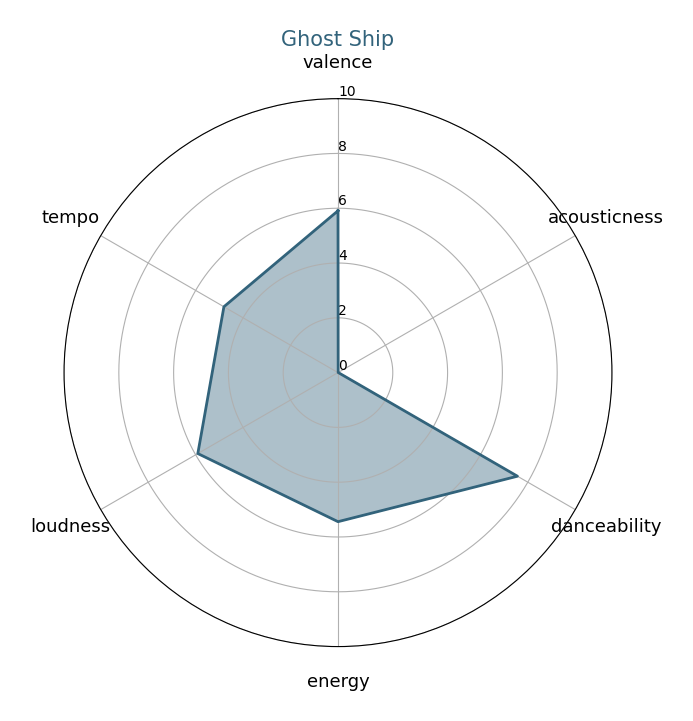 Ghost Ship
valence
10
8
tempo
6
acousticness
4
2
0
loudness
danceability
energy